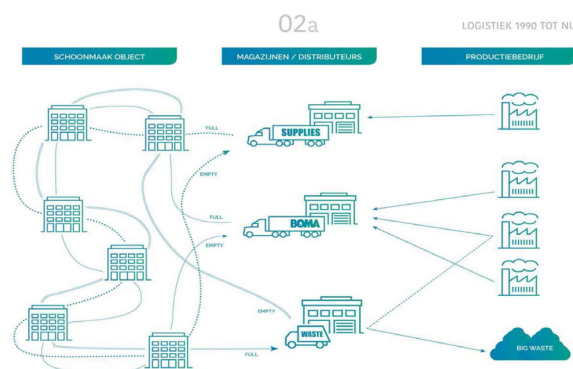 02a
LOGISTIEK 1990 TOT NU
SCHOONMAAK OBJECT
MAGAZIJNEN / DISTRIBUTEURS
PRODUCTIEBEDRIJF
FULL
SUPPLIES
EMPTY
FULL
BOMA
EMPTY
EMPTY
WASTE
FULL
BIG WASTE